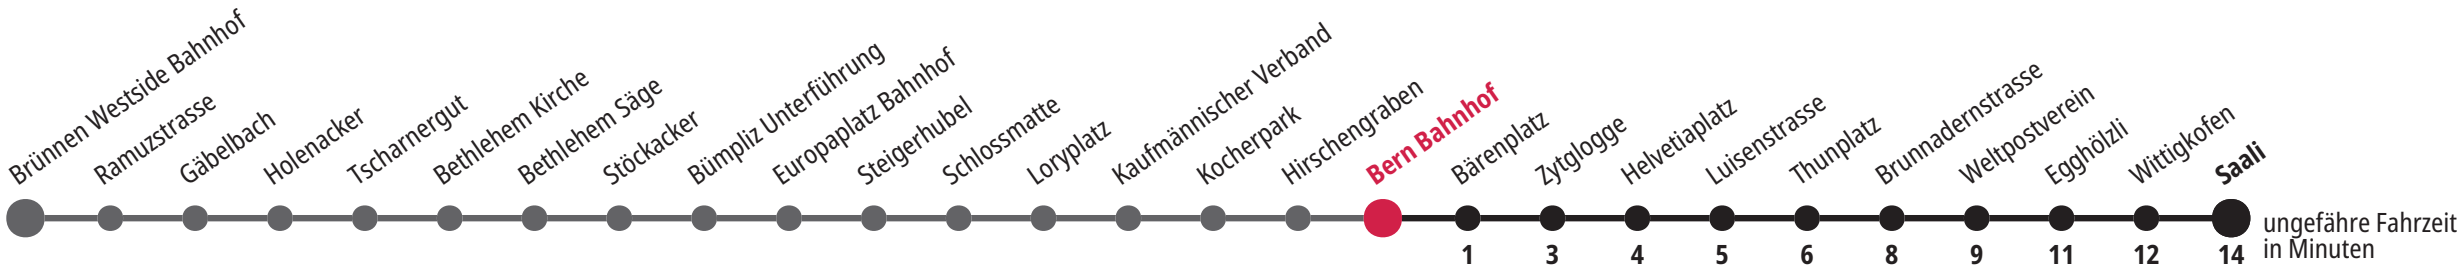 Brünnen Westside Bahnhof
Ramuzstrasse
Gäbelbach
Holenacker
Tscharnergut
Bethlehem Kirche
Bethlehem Säge
Stöckacker
Bümpliz Unterführung
Europaplatz Bahnhof
Steigerhubel
Schlossmatte
Loryplatz
Kaufmännischer Verband
Kocherpark
Hirschengraben
Bern Bahnhof
Bärenplatz
Zytglogge
Helvetiaplatz
Luisenstrasse
Thunplatz
Brunnadernstrasse
Weltpostverein
Egghölzli
Wittigkofen
Saali
1 3 4 5 6 8 9 11 12 14
ungefähre Fahrzeit
in Minuten